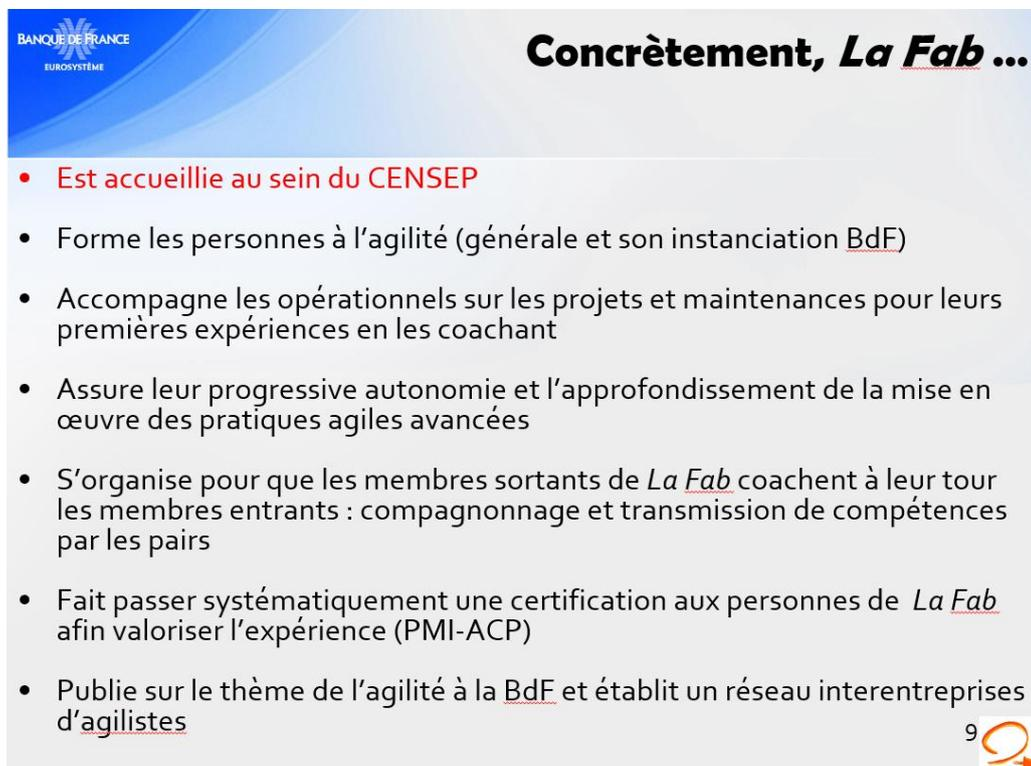 BANQUE DE FRANCE
EUROSYSTÈME
Concrètement, La Fab ...
• Est accueillie au sein du CENSEP
• Forme les personnes à l’agilité (générale et son instanciation BdF)
• Accompagne les opérationnels sur les projets et maintenances pour leurs
premières expériences en les coachant
• Assure leur progressive autonomie et l’approfondissement de la mise en
œuvre des pratiques agiles avancées
• S’organise pour que les membres sortants de La Fab coachent à leur tour
les membres entrants : compagnonnage et transmission de compétences
par les pairs
• Fait passer systématiquement une certification aux personnes de La Fab
afin valoriser l’expérience (PMI-ACP)
• Publie sur le thème de l’agilité à la BdF et établit un réseau interentreprises
d’agilistes
9